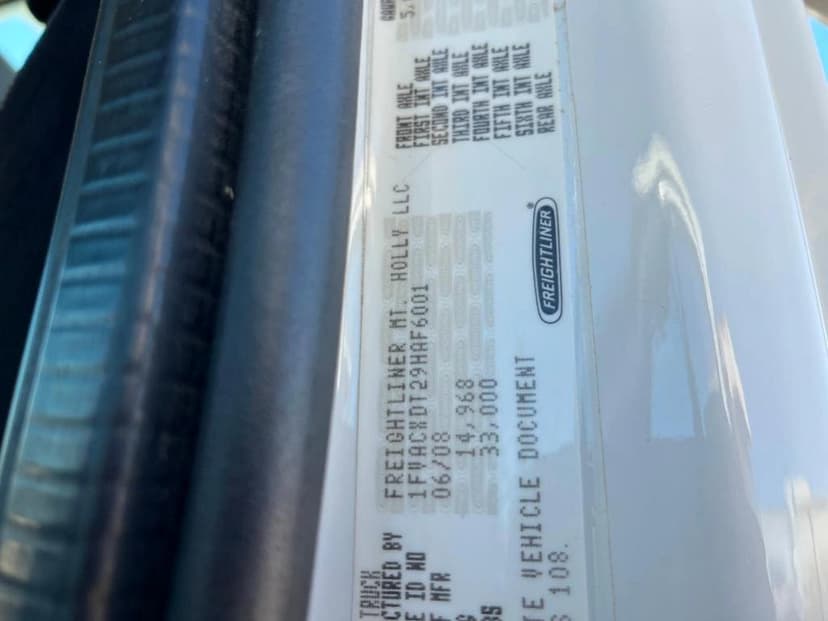 TRUCK
CTURED BY FREIGHTLINER MT. HOLLY LLC
E ID NO 1FVACXDT29HAF6001
F MFR 06/08
14,968
BS 33,000
TE VEHICLE DOCUMENT
S 108.
FREIGHTLINER
FRONT AXLE
FIRST INT AXLE
SECOND INT AXLE
THIRD INT AXLE
FOURTH INT AXLE
FIFTH INT AXLE
SIXTH INT AXLE
REAR AXLE